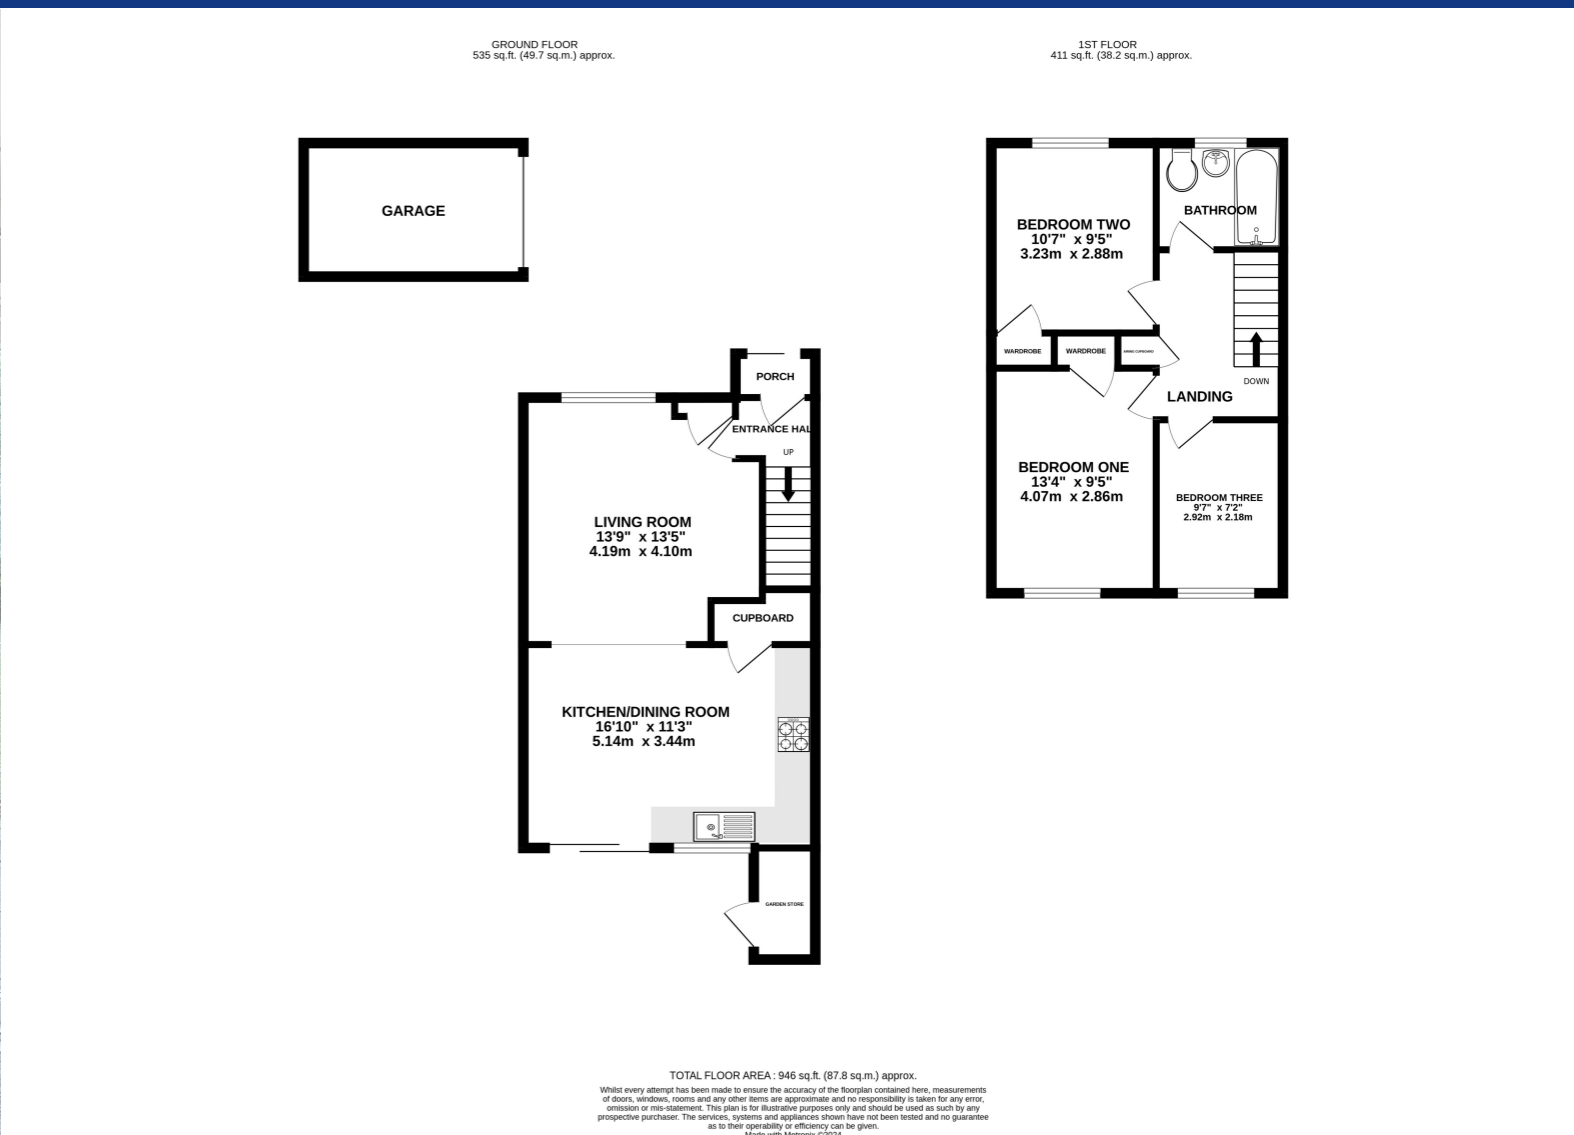 GROUND FLOOR
535 sq.ft. (49.7 sq.m.) approx.
1ST FLOOR
411 sq.ft. (38.2 sq.m.) approx.
GARAGE
PORCH
ENTRANCE HAL
UP
LIVING ROOM
13'9" x 13'5"
4.19m x 4.10m
CUPBOARD
KITCHEN/DINING ROOM
16'10" x 11'3"
5.14m x 3.44m
GARDEN STORE
BEDROOM TWO
10'7" x 9'5"
3.23m x 2.88m
BATHROOM
WARDROBE
WARDROBE
AIRING CUPBOARD
DOWN
LANDING
BEDROOM ONE
13'4" x 9'5"
4.07m x 2.86m
BEDROOM THREE
9'7" x 7'2"
2.92m x 2.18m
TOTAL FLOOR AREA : 946 sq.ft. (87.8 sq.m.) approx.
Whilst every attempt has been made to ensure the accuracy of the floorplan contained here, measurements
of doors, windows, rooms and any other items are approximate and no responsibility is taken for any error,
omission or mis-statement. This plan is for illustrative purposes only and should be used as such by any
prospective purchaser. The services, systems and appliances shown have not been tested and no guarantee
as to their operability or efficiency can be given.
Made with Metropix ©2024